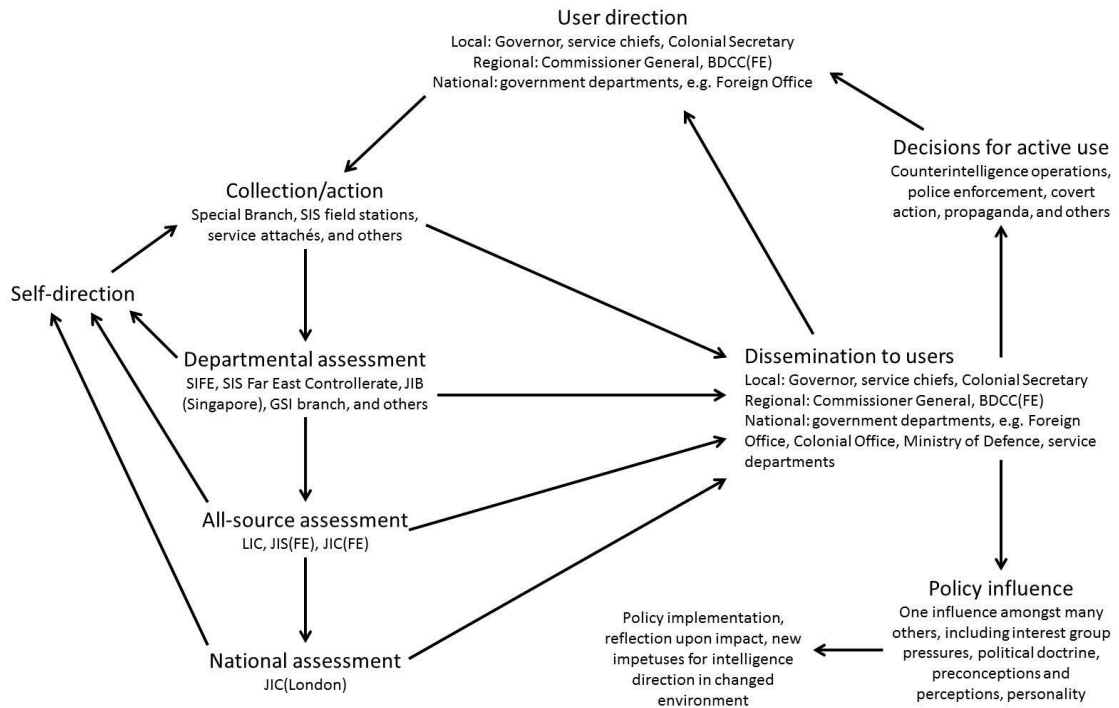 User direction
Local: Governor, service chiefs, Colonial Secretary
Regional: Commissioner General, BDCC(FE)
National: government departments, e.g. Foreign Office
Decisions for active use
Counterintelligence operations,
police enforcement, covert
action, propaganda, and others
Collection/action
Special Branch, SIS field stations,
service attachés, and others
Self-direction
Departmental assessment
SIFE, SIS Far East Controllerate, JIB
(Singapore), GSI branch, and others
Dissemination to users
Local: Governor, service chiefs, Colonial Secretary
Regional: Commissioner General, BDCC(FE)
National: government departments, e.g. Foreign
Office, Colonial Office, Ministry of Defence, service
departments
All-source assessment
LIC, JIS(FE), JIC(FE)
National assessment
JIC(London)
Policy influence
One influence amongst many
others, including interest group
pressures, political doctrine,
preconceptions and
perceptions, personality
Policy implementation,
reflection upon impact, new
impetuses for intelligence
direction in changed
environment